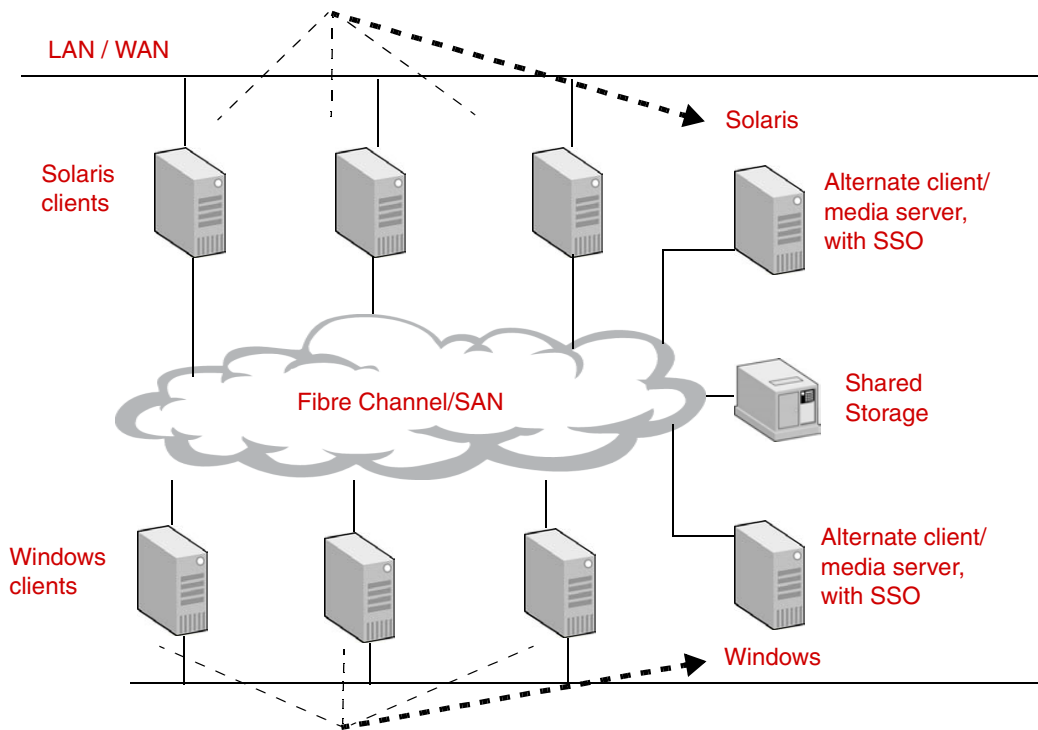 LAN / WAN
Solaris
Solaris
clients
Alternate client/
media server,
with SSO
Fibre Channel/SAN
Shared
Storage
Windows
clients
Alternate client/
media server,
with SSO
Windows